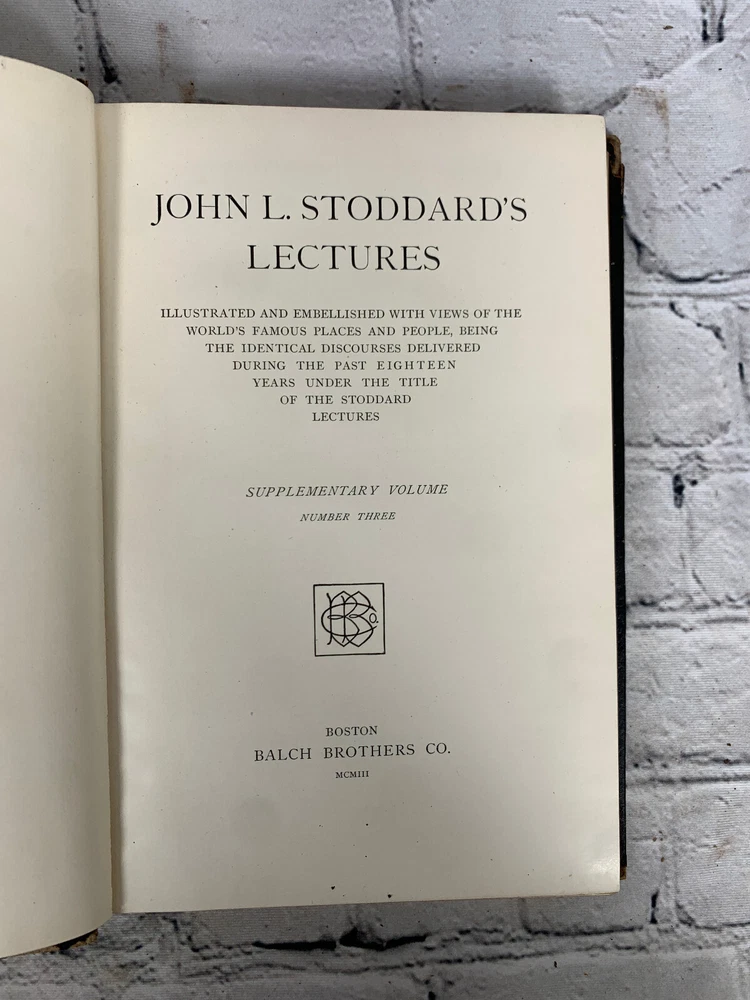 JOHN L. STODDARD'S
LECTURES
ILLUSTRATED AND EMBELLISHED WITH VIEWS OF THE
WORLD'S FAMOUS PLACES AND PEOPLE, BEING
THE IDENTICAL DISCOURSES DELIVERED
DURING THE PAST EIGHTEEN
YEARS UNDER THE TITLE
OF THE STODDARD
LECTURES
SUPPLEMENTARY VOLUME
NUMBER THREE
BOSTON
BALCH BROTHERS CO.
MCMIII